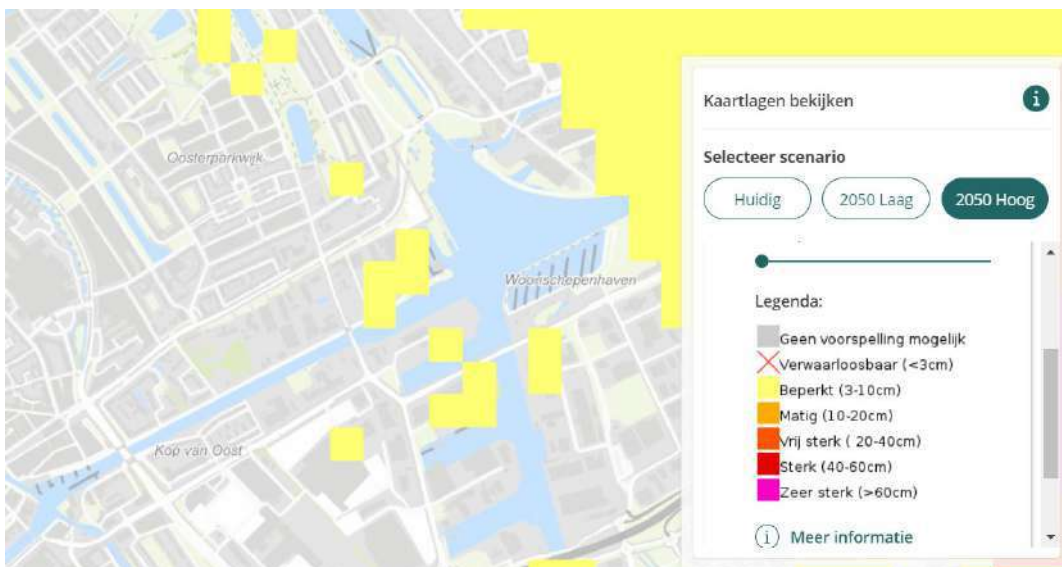 Oosterparkwijk
Woonschepenhaven
Kop van Oost
Kaartlagen bekijken
i
Selecteer scenario
Huidig
2050 Laag
2050 Hoog
Legenda:
Geen voorspelling mogelijk
Verwaarloosbaar (<3cm)
Beperkt (3-10cm)
Matig (10-20cm)
Vrij sterk ( 20-40cm)
Sterk (40-60cm)
Zeer sterk (>60cm)
i Meer informatie